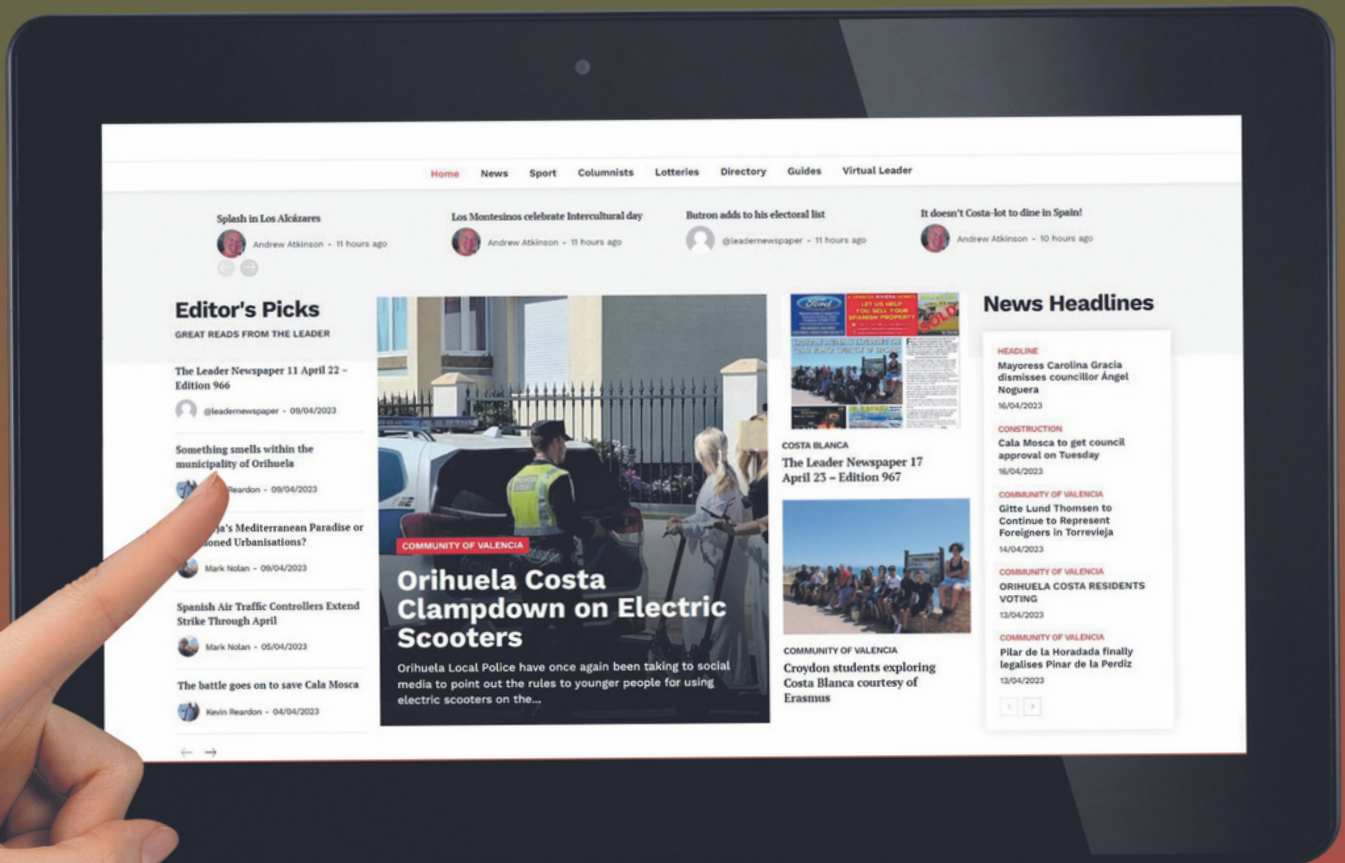 Home News Sport Columnists Lotteries Directory Guides Virtual Leader
Splash in Los Alcázares
Andrew Atkinson - 11 hours ago
Los Montesinos celebrate Intercultural day
Andrew Atkinson - 11 hours ago
Butron adds to his electoral list
@leadernewspaper - 11 hours ago
It doesn't Costa-lot to dine in Spain!
Andrew Atkinson - 10 hours ago
Editor's Picks
GREAT READS FROM THE LEADER
The Leader Newspaper 11 April 22 –
Edition 966
@leadernewspaper - 09/04/2023
Something smells within the
municipality of Orihuela
Reardon - 09/04/2023
Mediterranean Paradise or
Urbanisations?
Mark Nolan - 09/04/2023
Spanish Air Traffic Controllers Extend
Strike Through April
Mark Nolan - 05/04/2023
The battle goes on to save Cala Mosca
Kevin Reardon - 04/04/2023
COMMUNITY OF VALENCIA
Orihuela Costa
Clampdown on Electric
Scooters
Orihuela Local Police have once again been taking to social
media to point out the rules to younger people for using
electric scooters on the...
Ford
LET US HELP
YOU SELL YOUR
SPANISH PROPERTY
SOLD
COSTA BLANCA
The Leader Newspaper 17
April 23 – Edition 967
COMMUNITY OF VALENCIA
Croydon students exploring
Costa Blanca courtesy of
Erasmus
News Headlines
HEADLINE
Mayoress Carolina Gracia
dismisses councillor Ángel
Noguera
16/04/2023
CONSTRUCTION
Cala Mosca to get council
approval on Tuesday
16/04/2023
COMMUNITY OF VALENCIA
Gitte Lund Thomsen to
Continue to Represent
Foreigners in Torrevieja
14/04/2023
COMMUNITY OF VALENCIA
ORIHUELA COSTA RESIDENTS
VOTING
13/04/2023
COMMUNITY OF VALENCIA
Pilar de la Horadada finally
legalises Pinar de la Perdiz
13/04/2023